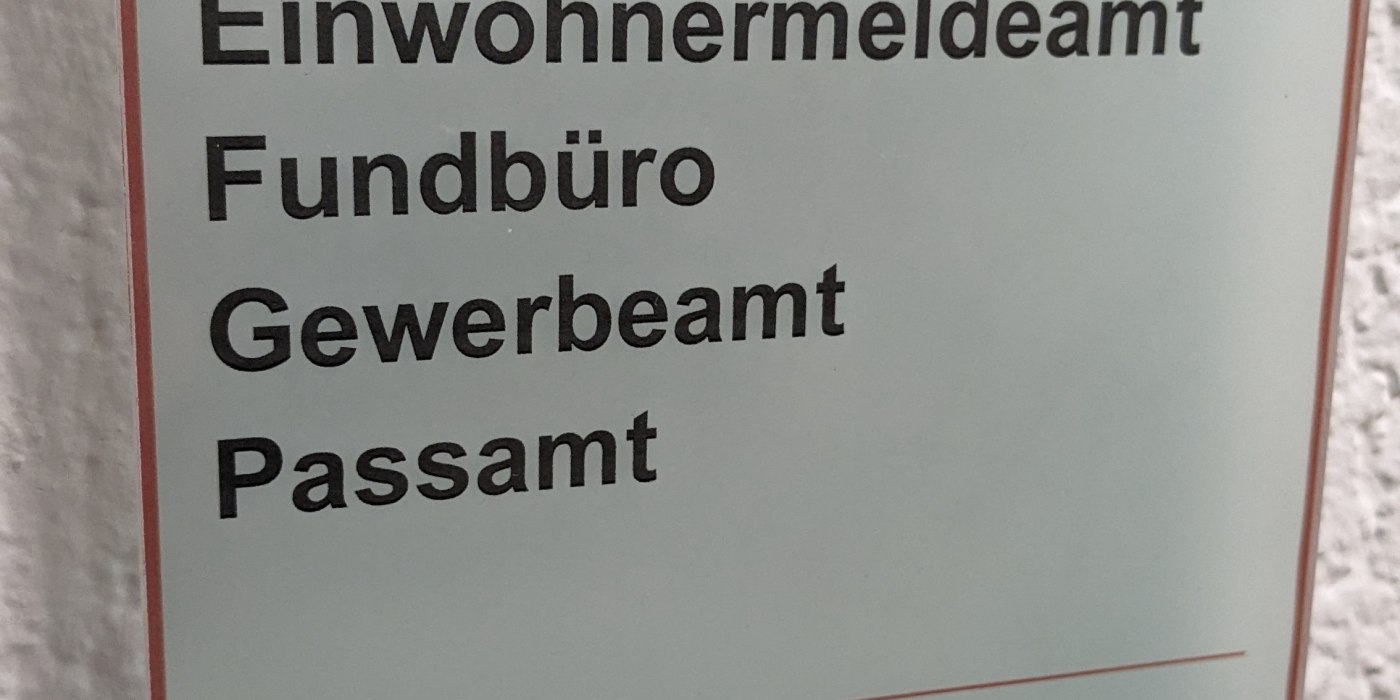 Einwohnermeldeamt
Fundbüro
Gewerbeamt
Passamt